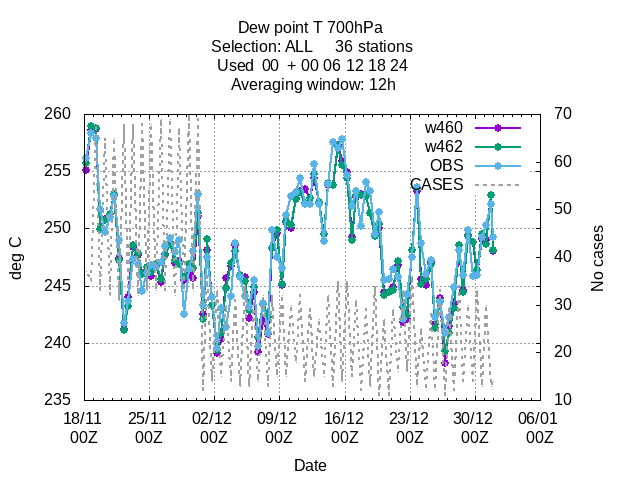 Dew point T 700hPa
Selection: ALL 36 stations
Used 00 + 00 06 12 18 24
Averaging window: 12h
260 70
w460
w462
OBS
CASES
255 60
250 50
245 40
30
240 20
235 10
deg C
No cases
18/11 25/11 02/12 09/12 16/12 23/12 30/12 06/01
00Z 00Z 00Z 00Z 00Z 00Z 00Z 00Z
Date